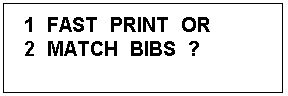 1 FAST PRINT OR
2 MATCH BIBS ?